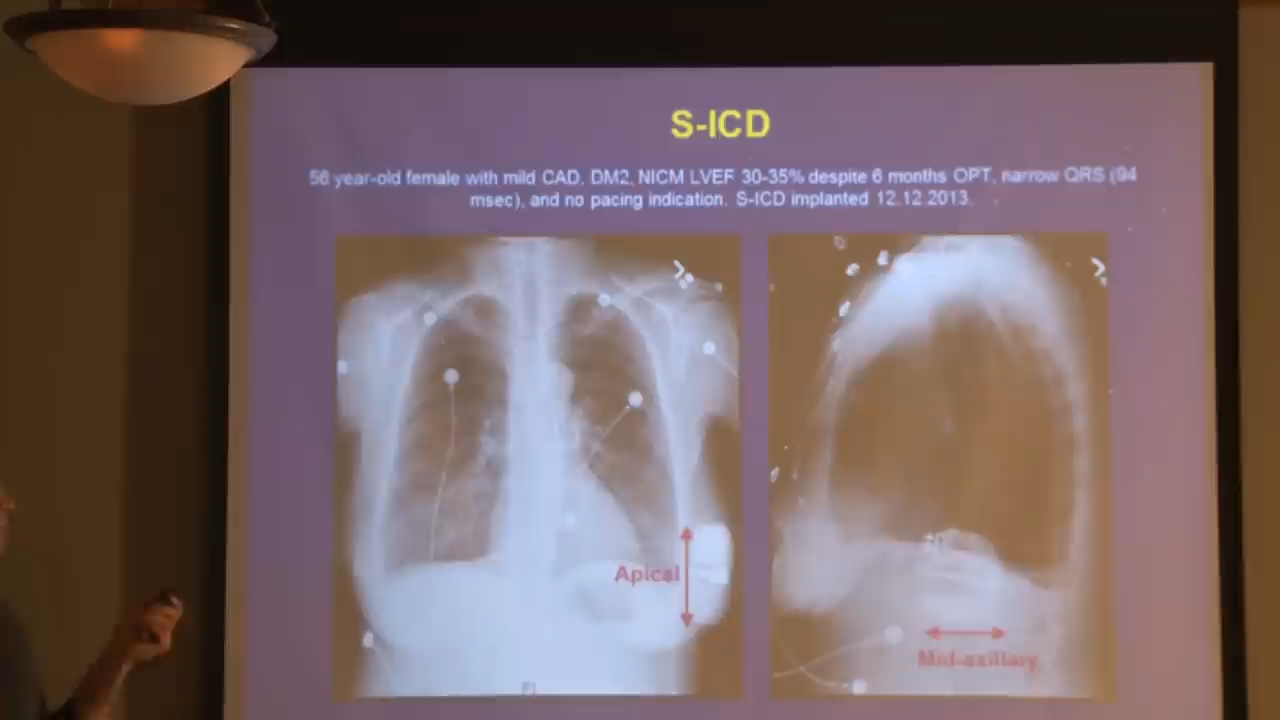 S-ICD
56 year-old female with mild CAD, DM2, NICM LVEF 30-35% despite 6 months OPT, narrow QRS (94
msec), and no pacing indication. S-ICD implanted 12.12.2013.
Apical
Mid-axillary